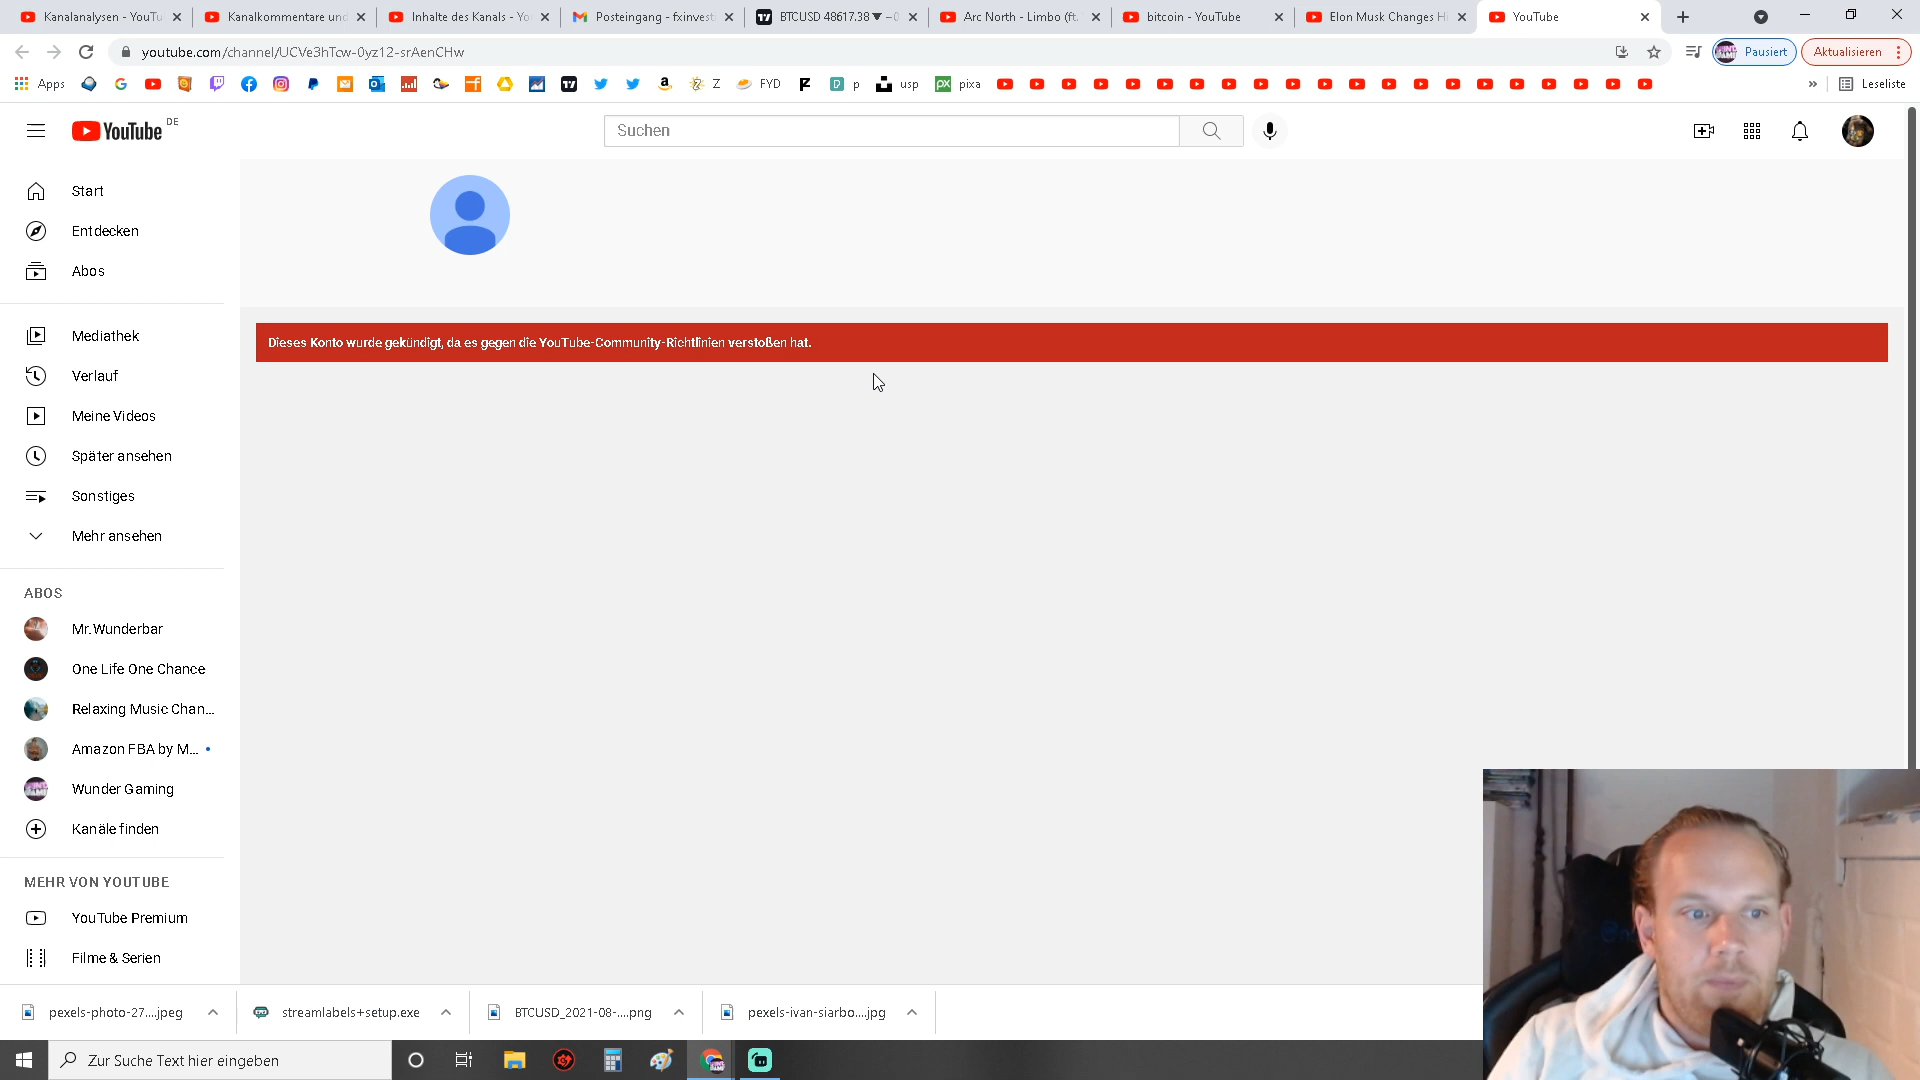 Kanalanalysen - YouTu
Kanalkommentare und
Inhalte des Kanals - Yo
Posteingang - fxinvest
BTCUSD 48617.38 ▼ −0
Arc North - Limbo (ft.
bitcoin - YouTube
Elon Musk Changes Hi
YouTube
youtube.com/channel/UCVe3hTcw-0yz12-srAenCHw
Pausiert
Aktualisieren
Apps
Z
FYD
p
usp
pixa
»
Leseliste
YouTube DE
Suchen
Start
Entdecken
Abos
Dieses Konto wurde gekündigt, da es gegen die YouTube-Community-Richtlinien verstoßen hat.
Mediathek
Verlauf
Meine Videos
Später ansehen
Sonstiges
Mehr ansehen
ABOS
Mr.Wunderbar
One Life One Chance
Relaxing Music Chan...
Amazon FBA by M...
Wunder Gaming
Kanäle finden
MEHR VON YOUTUBE
YouTube Premium
Filme & Serien
pexels-photo-27....jpeg
streamlabels+setup.exe
BTCUSD_2021-08-....png
pexels-ivan-siarbo....jpg
Zur Suche Text hier eingeben